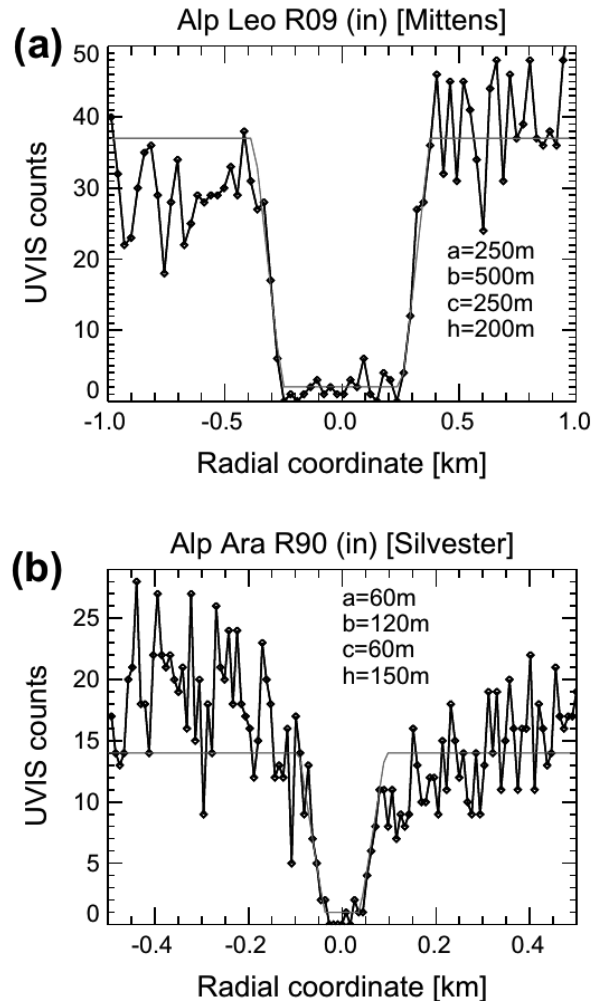 Alp Leo R09 (in) [Mittens]
(a)
50
40
30
20
10
0
UVIS counts
a=250m
b=500m
c=250m
h=200m
-1.0 -0.5 0.0 0.5 1.0
Radial coordinate [km]
Alp Ara R90 (in) [Silvester]
(b)
25
20
15
10
5
0
UVIS counts
a=60m
b=120m
c=60m
h=150m
-0.4 -0.2 0.0 0.2 0.4
Radial coordinate [km]